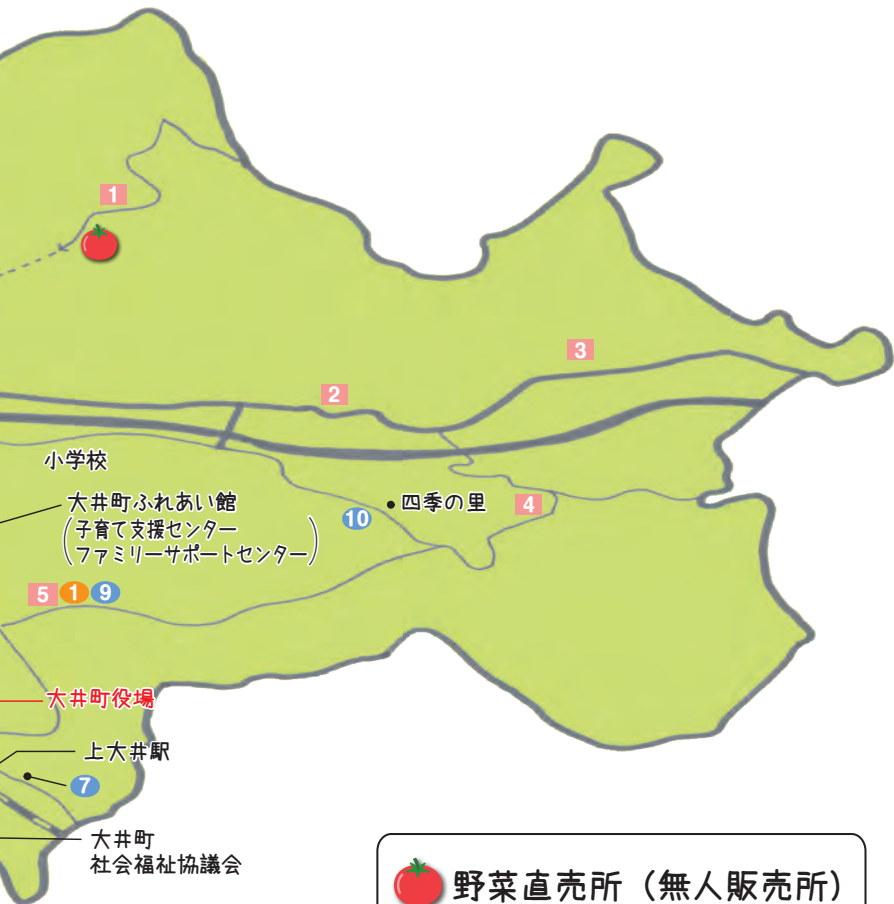 1
3
2
小学校
大井町ふれあい館
（子育て支援センター
ファミリーサポートセンター）
四季の里
4
10
5 1 9
大井町役場
上大井駅
7
大井町
社会福祉協議会
野菜直売所（無人販売所）